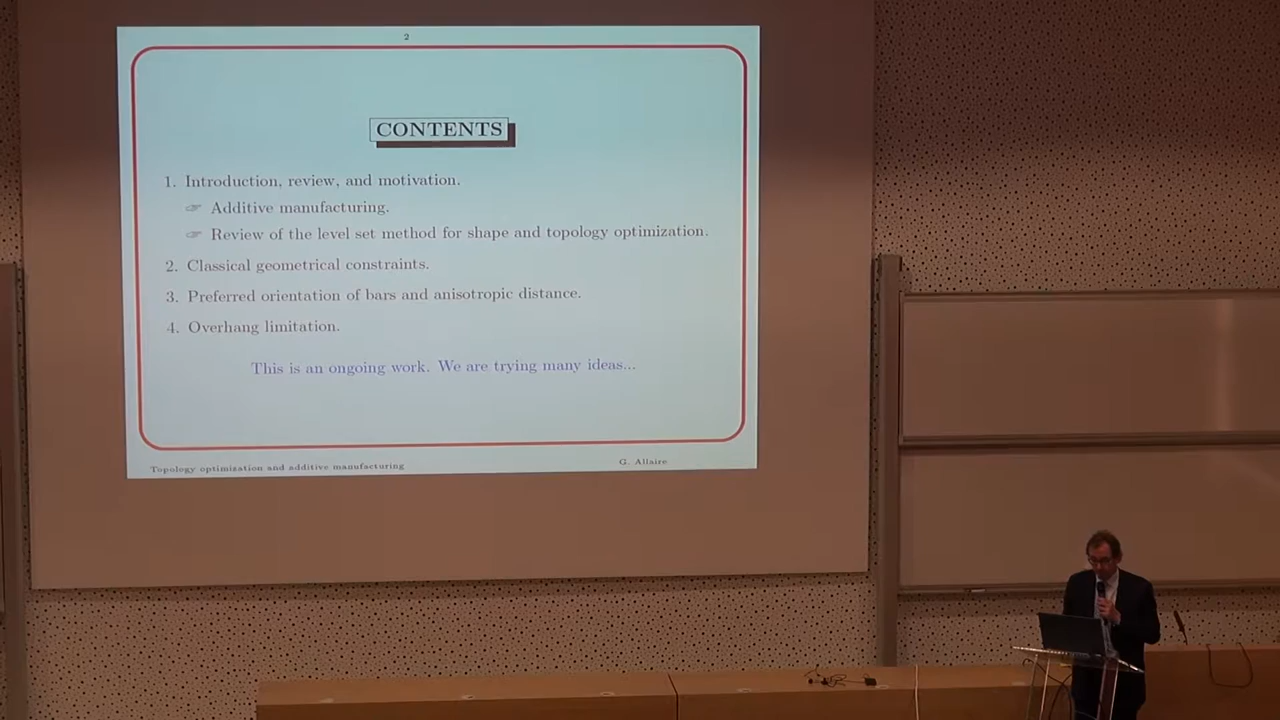 2
CONTENTS
1. Introduction, review, and motivation.
☞ Additive manufacturing.
☞ Review of the level set method for shape and topology optimization.
2. Classical geometrical constraints.
3. Preferred orientation of bars and anisotropic distance.
4. Overhang limitation.
This is an ongoing work. We are trying many ideas...
Topology optimization and additive manufacturing
G. Allaire